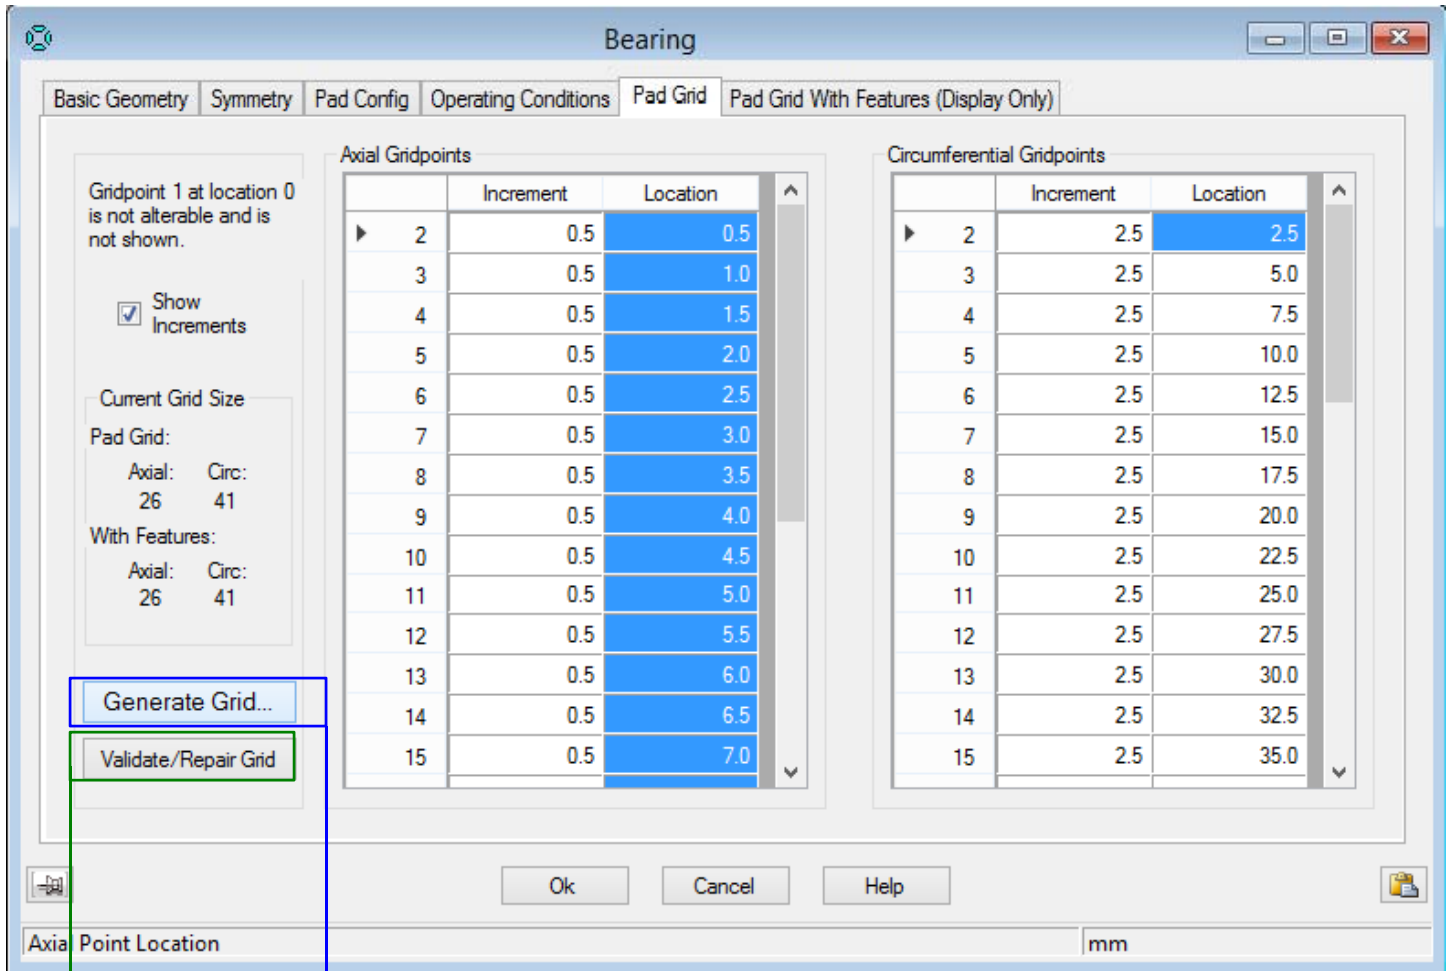 Bearing
Basic Geometry Symmetry Pad Config Operating Conditions Pad Grid Pad Grid With Features (Display Only)
Gridpoint 1 at location 0
is not alterable and is
not shown.
Show
Increments
Current Grid Size
Pad Grid:
Axial: Circ:
26 41
With Features:
Axial: Circ:
26 41
Generate Grid...
Validate/Repair Grid
Axial Gridpoints
Increment Location
2 0.5 0.5
3 0.5 1.0
4 0.5 1.5
5 0.5 2.0
6 0.5 2.5
7 0.5 3.0
8 0.5 3.5
9 0.5 4.0
10 0.5 4.5
11 0.5 5.0
12 0.5 5.5
13 0.5 6.0
14 0.5 6.5
15 0.5 7.0
Circumferential Gridpoints
Increment Location
2 2.5 2.5
3 2.5 5.0
4 2.5 7.5
5 2.5 10.0
6 2.5 12.5
7 2.5 15.0
8 2.5 17.5
9 2.5 20.0
10 2.5 22.5
11 2.5 25.0
12 2.5 27.5
13 2.5 30.0
14 2.5 32.5
15 2.5 35.0
Ok Cancel Help
Axial Point Location mm